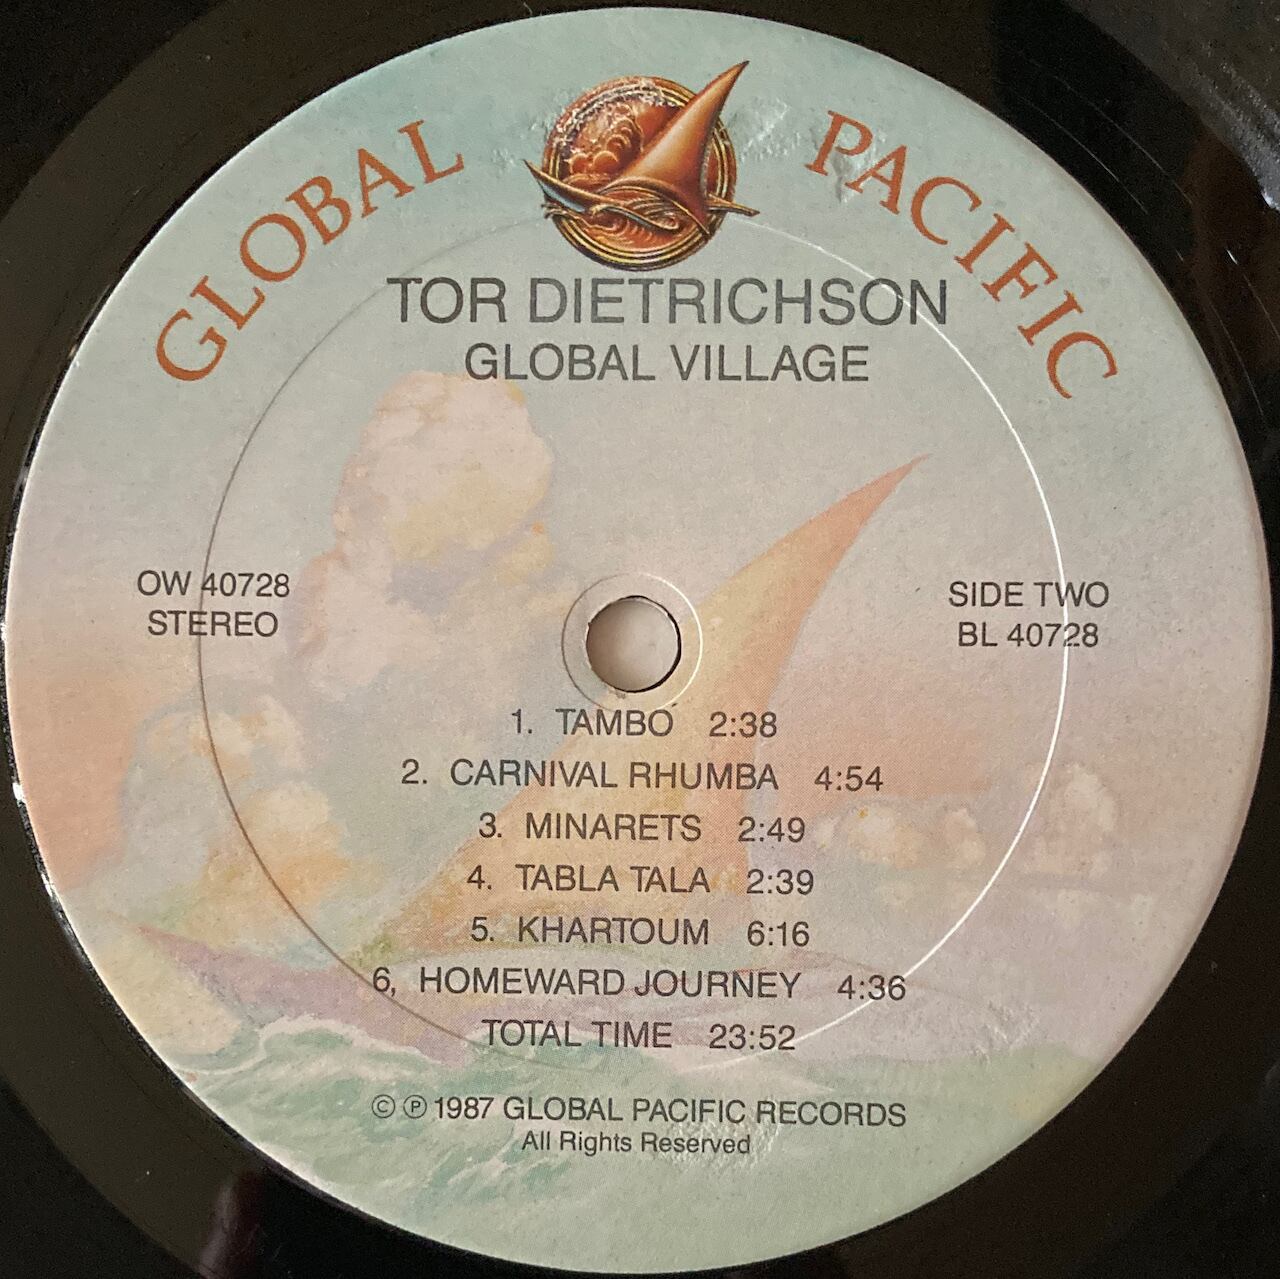 GLOBAL PACIFIC
TOR DIETRICHSON
GLOBAL VILLAGE
OW 40728
STEREO
SIDE TWO
BL 40728
1. TAMBO 2:38
2. CARNIVAL RHUMBA 4:54
3. MINARETS 2:49
4. TABLA TALA 2:39
5. KHARTOUM 6:16
6, HOMEWARD JOURNEY 4:36
TOTAL TIME 23:52
© ℗ 1987 GLOBAL PACIFIC RECORDS
All Rights Reserved